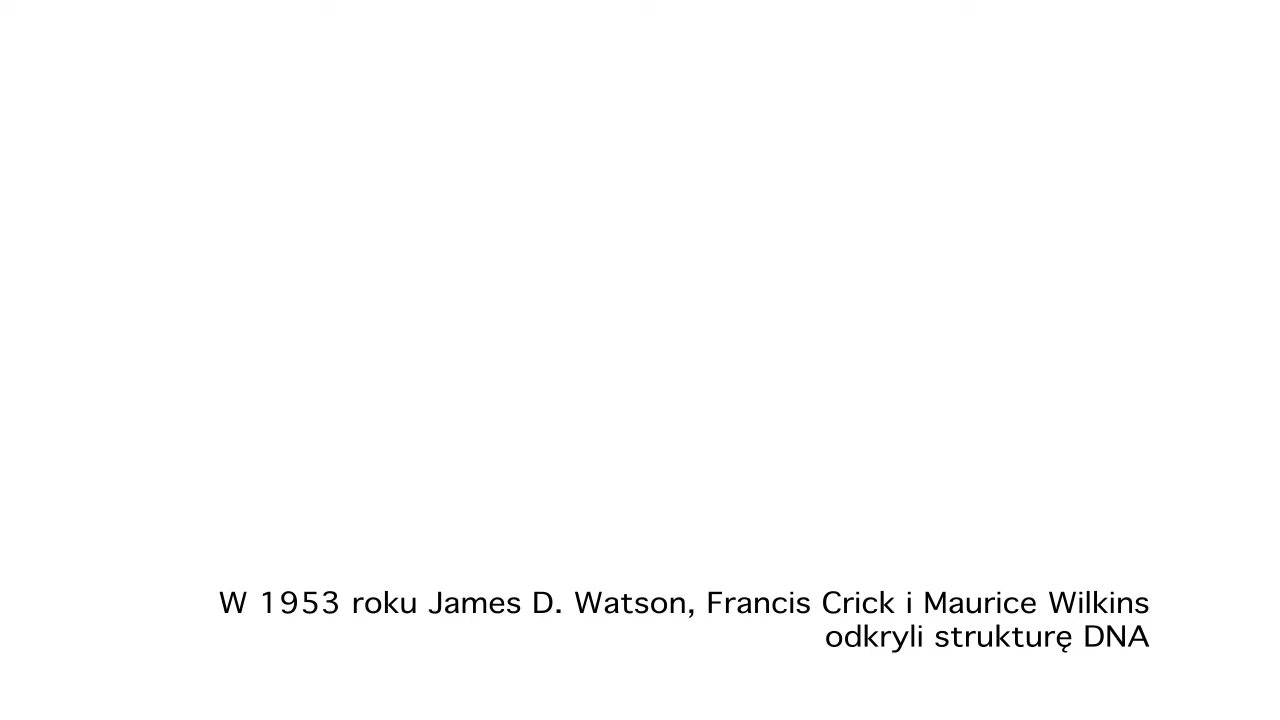 W 1953 roku James D. Watson, Francis Crick i Maurice Wilkins
odkryli strukturę DNA